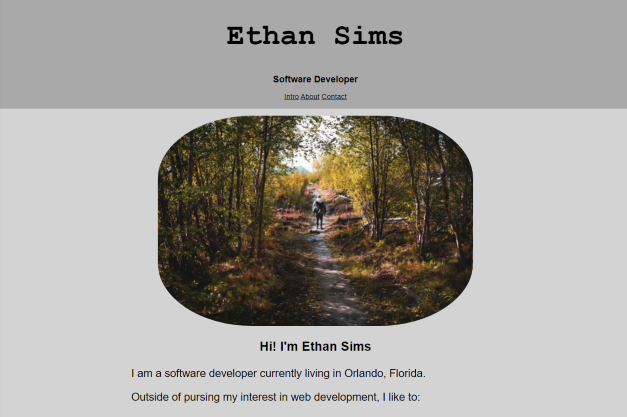 Ethan Sims
Software Developer
Intro About Contact
Hi! I'm Ethan Sims
I am a software developer currently living in Orlando, Florida.
Outside of pursing my interest in web development, I like to: